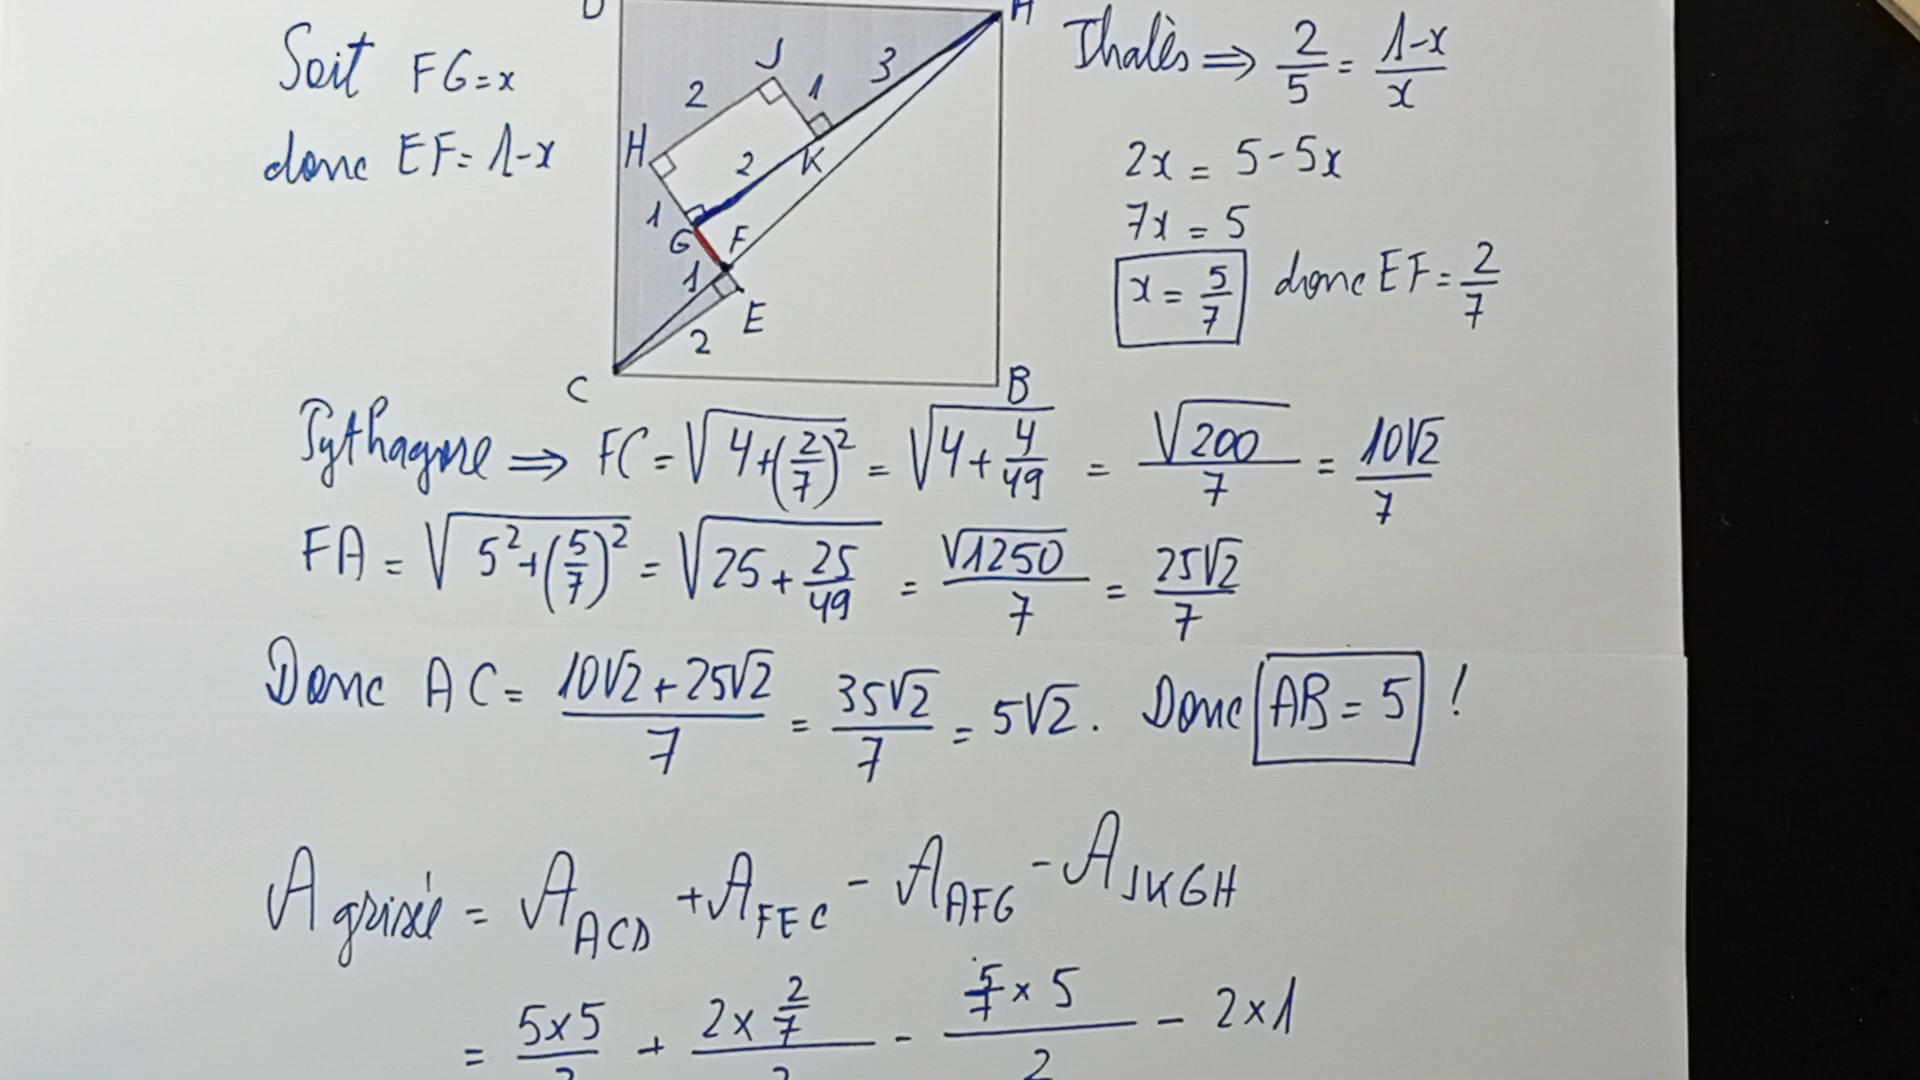 Soit FG=x
donc EF=1-x
J
2
1
3
H
2
K
1
G
F
1
E
2
C
B
Thalès ⇒ 2/5 = 1-x/x
2x = 5-5x
7x = 5
x = 5/7 donc EF = 2/7
Pythagore ⇒ FC = √4+(2/7)² = √4+4/49 = √200/7 = 10√2/7
FA = √5²+(5/7)² = √25+25/49 = √1250/7 = 25√2/7
Donc AC = 10√2+25√2/7 = 35√2/7 = 5√2. Donc AB = 5 !
A grisée = A ACD + A FEC - A AFG - A JKGH
= 5×5/2 + 2×2/7/2 - 5/7×5/2 - 2×1